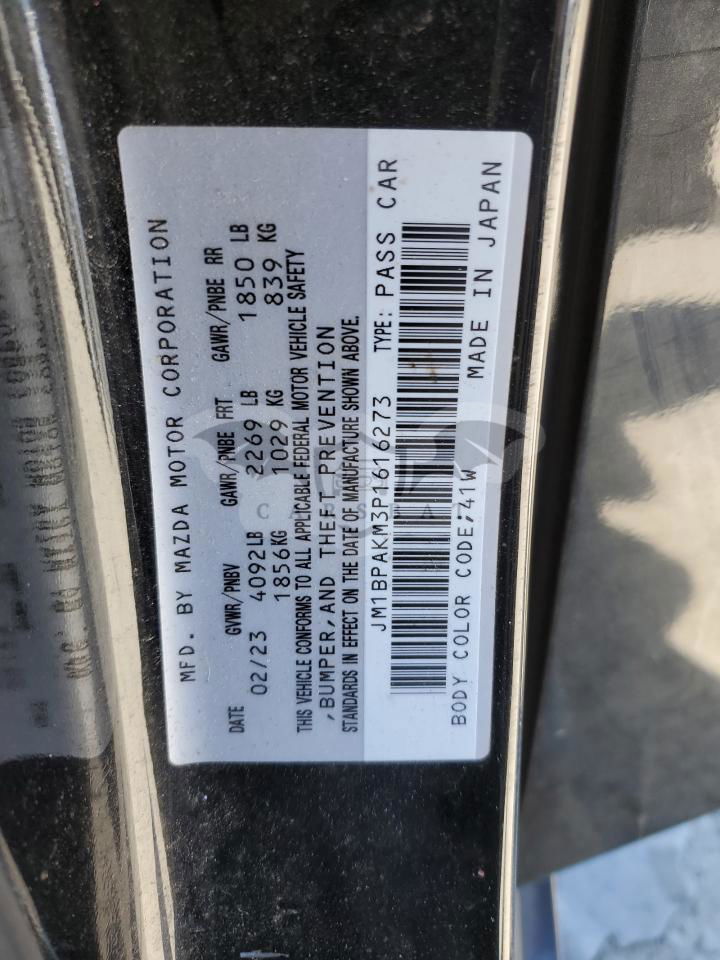 MFD. BY MAZDA MOTOR CORPORATION
DATE GVWR/PNBV GAWR/PNBE FRT GAWR/PNBE RR
02/23 4092LB 2269 LB 1850 LB
1856KG 1029 KG 839 KG
THIS VEHICLE CONFORMS TO ALL APPLICABLE FEDERAL MOTOR VEHICLE SAFETY
,BUMPER,AND THEFT PREVENTION
STANDARDS IN EFFECT ON THE DATE OF MANUFACTURE SHOWN ABOVE.
JM1BPAKM3P1616273 TYPE: PASS CAR
BODY COLOR CODE;41W MADE IN JAPAN